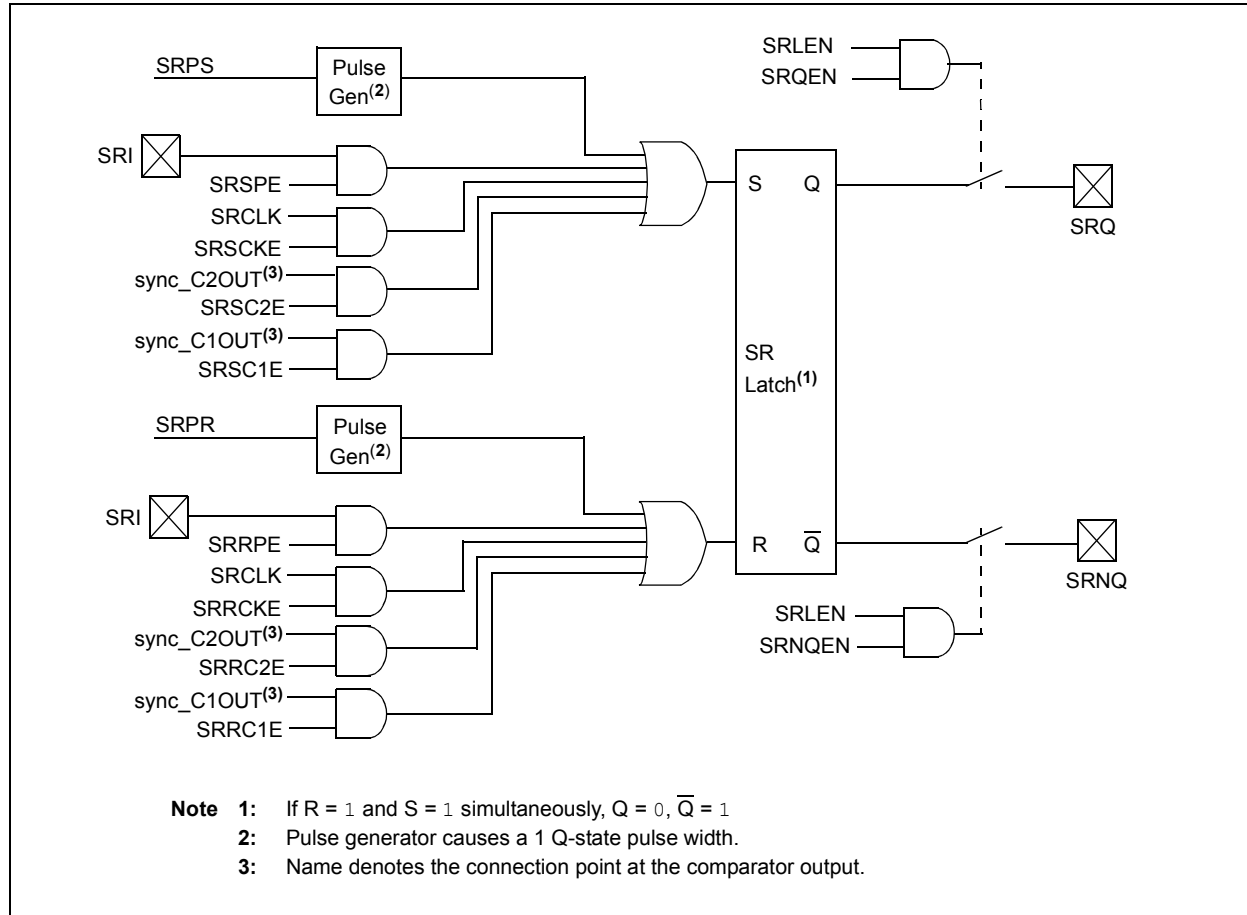 SRPS
Pulse
Gen(2)
SRI
SRSPE
SRCLK
SRSCKE
sync_C2OUT(3)
SRSC2E
sync_C1OUT(3)
SRSC1E
SRPR
Pulse
Gen(2)
SRI
SRRPE
SRCLK
SRRCKE
sync_C2OUT(3)
SRRC2E
sync_C1OUT(3)
SRRC1E
S Q
SR
Latch(1)
R Q̅
SRLEN
SRQEN
SRQ
SRNQ
SRLEN
SRNQEN
Note 1: If R = 1 and S = 1 simultaneously, Q = 0, Q̅ = 1
2: Pulse generator causes a 1 Q-state pulse width.
3: Name denotes the connection point at the comparator output.